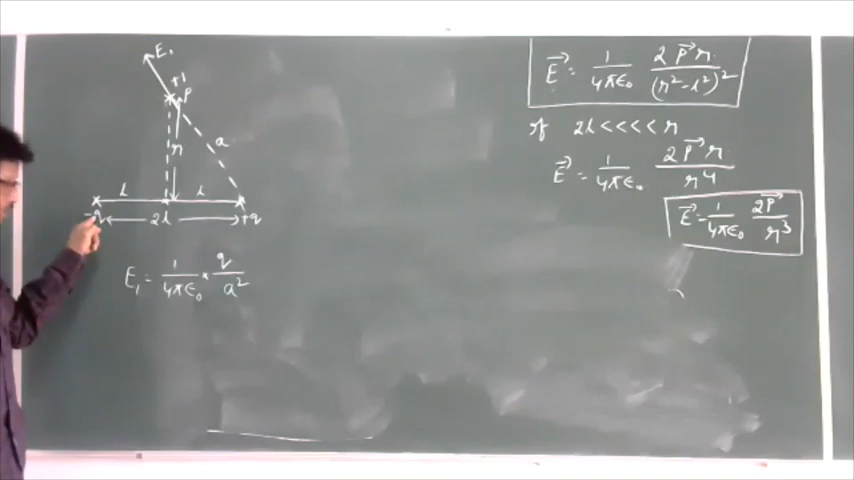 E₁
+1
P
a
r
l l
-q 2l +q
E₁ = 1/4πε₀ × q/a²
E⃗ = 1/4πε₀ 2P⃗r/(r²-l²)²
if 2l <<<< r
E⃗ = 1/4πε₀ 2P⃗r/r⁴
E⃗ = 1/4πε₀ 2P⃗/r³